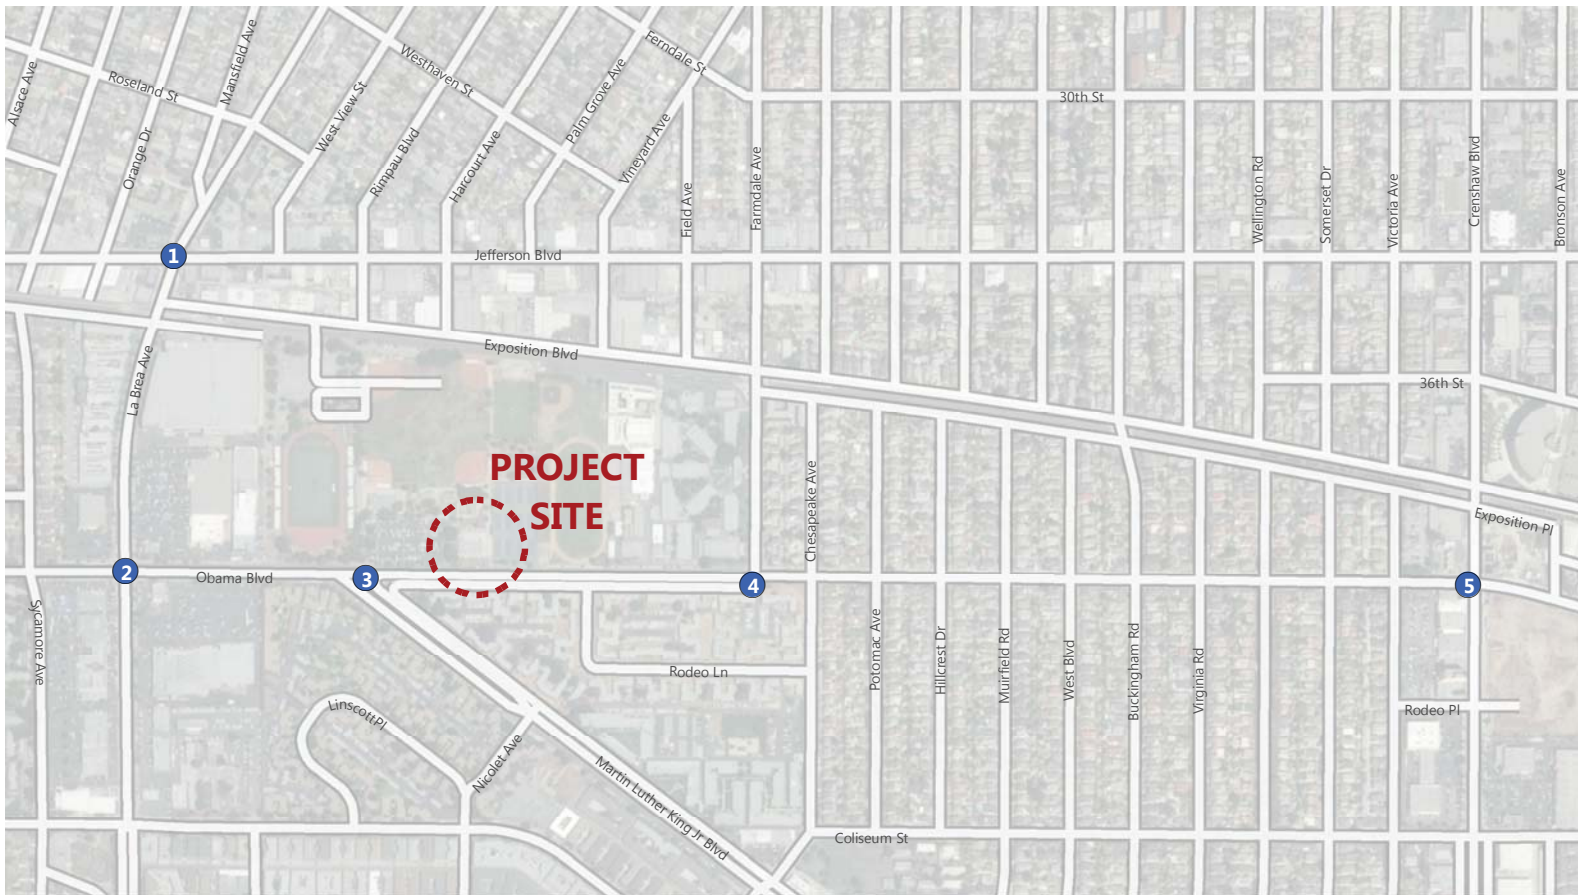 Alsace Ave
Roseland St
Orange Dr
Mansfield Ave
West View St
Westhaven St
Rimpau Blvd
Harcourt Ave
Palm Grove Ave
Ferndale St
Vineyard Ave
Field Ave
Farmdale Ave
30th St
Wellington Rd
Somerset Dr
Victoria Ave
Crenshaw Blvd
Bronson Ave
1
Jefferson Blvd
La Brea Ave
Exposition Blvd
36th St
PROJECT
SITE
Chesapeake Ave
Exposition Pl
2
Obama Blvd
3
4
5
Sycamore Ave
Potomac Ave
Hillcrest Dr
Muirfield Rd
West Blvd
Buckingham Rd
Virginia Rd
Rodeo Ln
Rodeo Pl
LinscottPl
Nicolet Ave
Martin Luther King Jr Blvd
Coliseum St